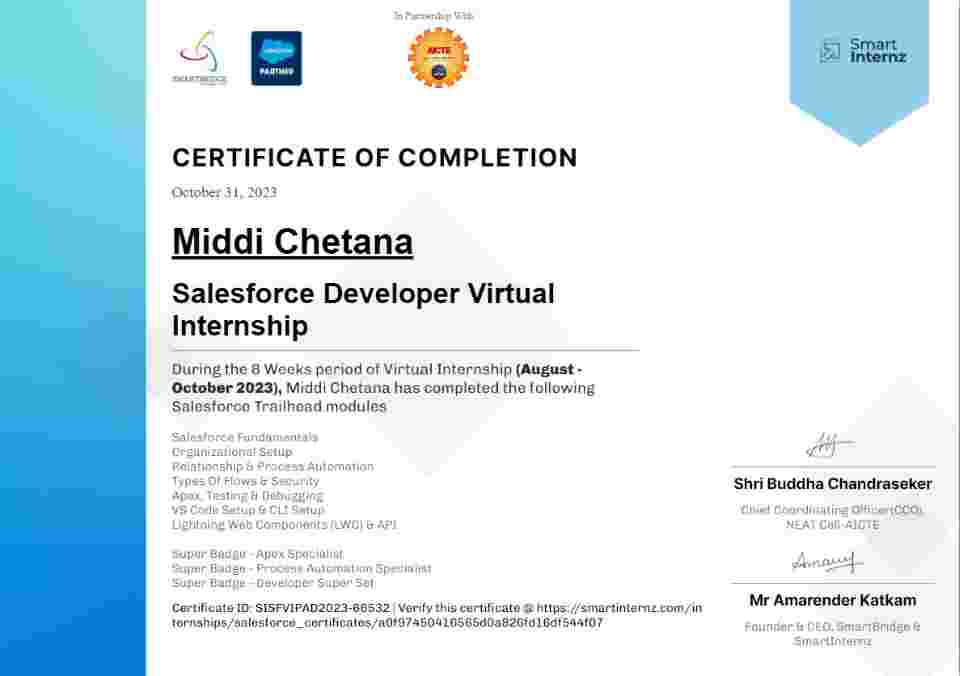 In Partnership With
SMARTBRIDGE
PARTNER
AICTE
Smart
Internz
CERTIFICATE OF COMPLETION
October 31, 2023
Middi Chetana
Salesforce Developer Virtual
Internship
During the 8 Weeks period of Virtual Internship (August -
October 2023), Middi Chetana has completed the following
Salesforce Trailhead modules
Salesforce Fundamentals
Organizational Setup
Relationship & Process Automation
Types Of Flows & Security
Apex, Testing & Debugging
VS Code Setup & CLI Setup
Lightning Web Components (LWC) & API
Super Badge - Apex Specialist
Super Badge - Process Automation Specialist
Super Badge - Developer Super Set
Certificate ID: SISFVIPAD2023-66532 | Verify this certificate @ https://smartinternz.com/in
ternships/salesforce_certificates/a0f97450416565d0a826fd16df544f07
Shri Buddha Chandraseker
Chief Coordinating Officer(CCO),
NEAT Cell-AICTE
Mr Amarender Katkam
Founder & CEO, SmartBridge &
SmartInternz